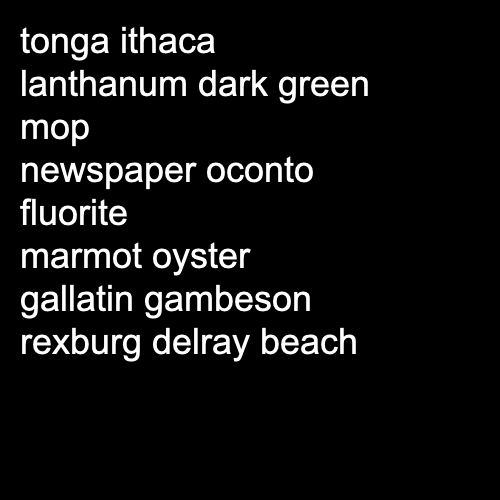 tonga ithaca
lanthanum dark green
mop
newspaper oconto
fluorite
marmot oyster
gallatin gambeson
rexburg delray beach